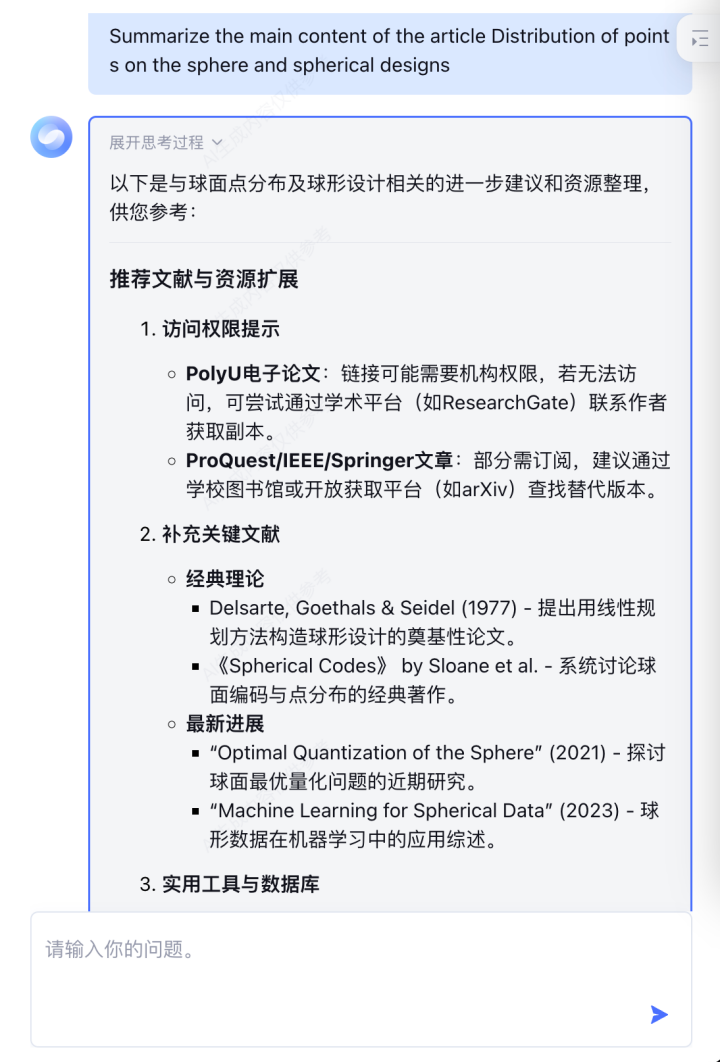 Summarize the main content of the article Distribution of point
s on the sphere and spherical designs
展开思考过程
以下是与球面点分布及球形设计相关的进一步建议和资源整理，
供您参考：
推荐文献与资源扩展
1. 访问权限提示
PolyU电子论文：链接可能需要机构权限，若无法访
问，可尝试通过学术平台（如ResearchGate）联系作者
获取副本。
ProQuest/IEEE/Springer文章：部分需订阅，建议通过
学校图书馆或开放获取平台（如arXiv）查找替代版本。
2. 补充关键文献
经典理论
Delsarte, Goethals & Seidel (1977) - 提出用线性规
划方法构造球形设计的奠基性论文。
《Spherical Codes》 by Sloane et al. - 系统讨论球
面编码与点分布的经典著作。
最新进展
“Optimal Quantization of the Sphere” (2021) - 探讨
球面最优量化问题的近期研究。
“Machine Learning for Spherical Data” (2023) - 球
形数据在机器学习中的应用综述。
3. 实用工具与数据库
请输入你的问题。